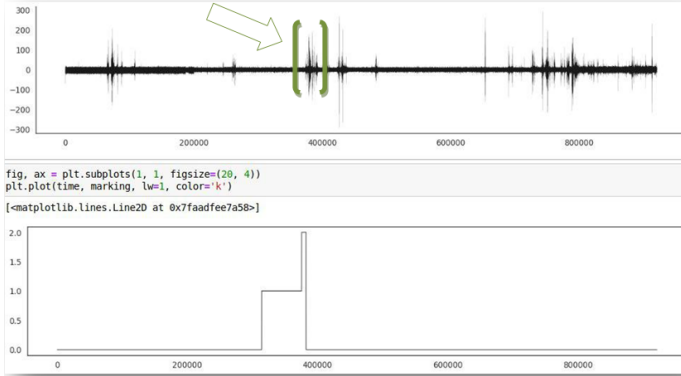 300
200
100
0
−100
−200
−300
0 200000 400000 600000 800000
fig, ax = plt.subplots(1, 1, figsize=(20, 4))
plt.plot(time, marking, lw=1, color='k')
[<matplotlib.lines.Line2D at 0x7faadfee7a58>]
2.0
1.5
1.0
0.5
0.0
0 200000 400000 600000 800000